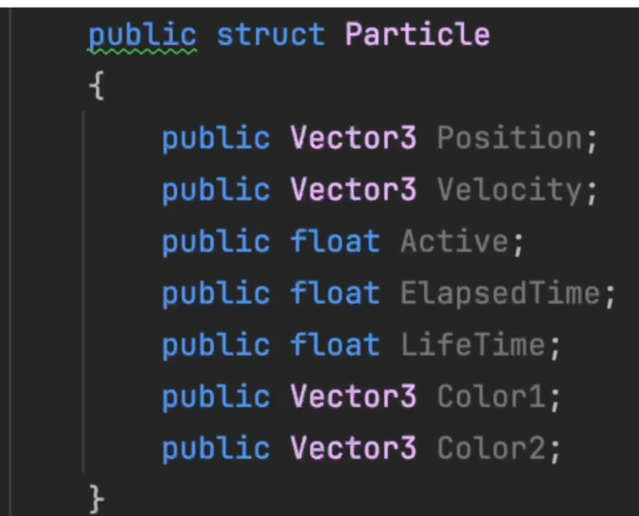 public struct Particle
{
public Vector3 Position;
public Vector3 Velocity;
public float Active;
public float ElapsedTime;
public float LifeTime;
public Vector3 Color1;
public Vector3 Color2;
}